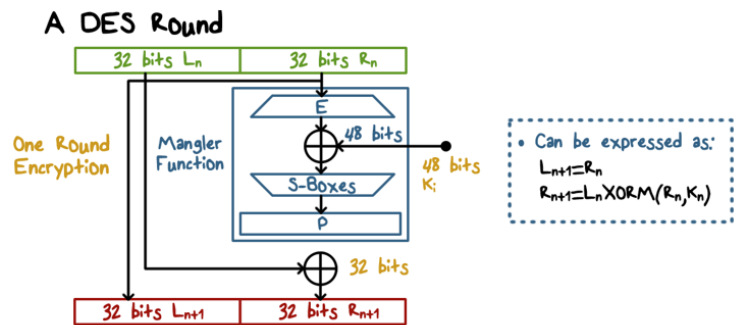 A DES Round
32 bits Lₙ
32 bits Rₙ
E
48 bits
One Round
Encryption
Mangler
Function
48 bits
Kᵢ
S-Boxes
P
32 bits
32 bits Lₙ₊₁
32 bits Rₙ₊₁
• Can be expressed as:
Lₙ₊₁=Rₙ
Rₙ₊₁=LₙXORM(Rₙ,Kₙ)